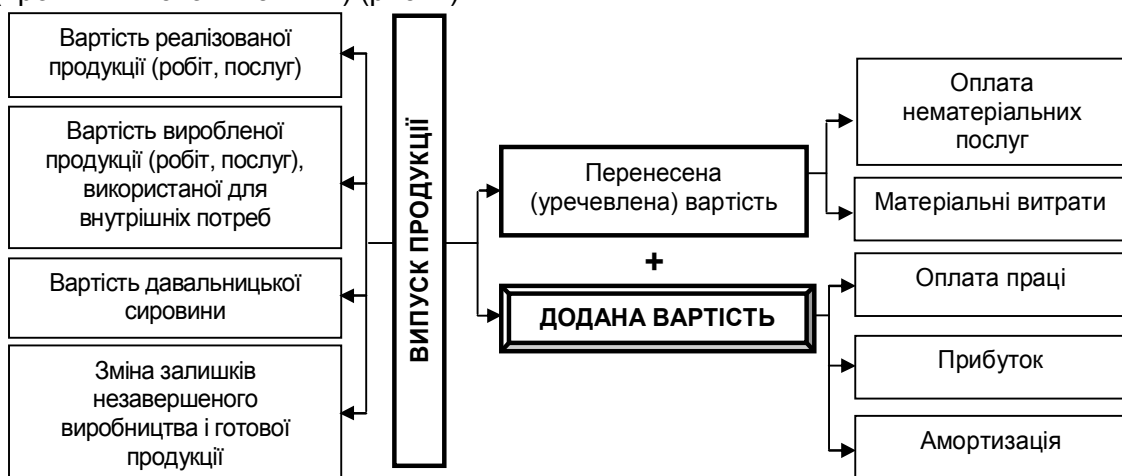 Вартість реалізованої
продукції (робіт, послуг)
Вартість виробленої
продукції (робіт, послуг),
використаної для
внутрішніх потреб
Вартість давальницької
сировини
Зміна залишків
незавершеного
виробництва і готової
продукції
ВИПУСК ПРОДУКЦІЇ
Перенесена
(уречевлена) вартість
+
ДОДАНА ВАРТІСТЬ
Оплата
нематеріальних
послуг
Матеріальні витрати
Оплата праці
Прибуток
Амортизація